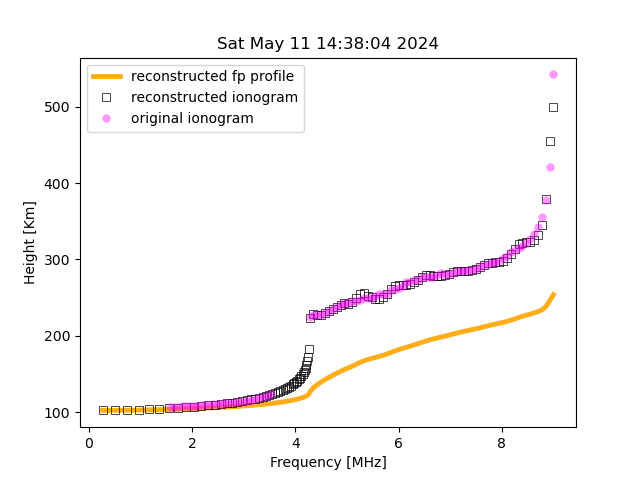 Sat May 11 14:38:04 2024
reconstructed fp profile
reconstructed ionogram
original ionogram
Height [Km]
500
400
300
200
100
0 2 4 6 8
Frequency [MHz]